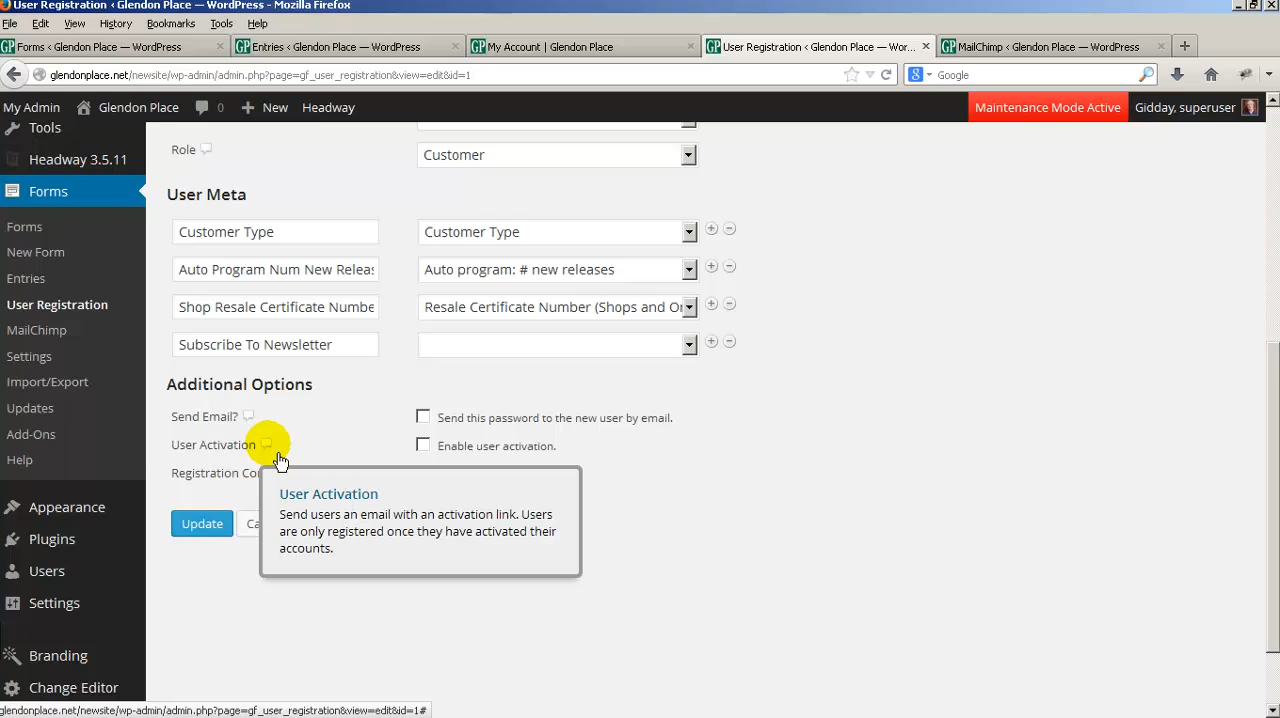 User Registration ‹ Glendon Place — WordPress - Mozilla Firefox
File Edit View History Bookmarks Tools Help
GP Forms ‹ Glendon Place — WordPress
GP Entries ‹ Glendon Place — WordPress
GP My Account | Glendon Place
GP User Registration ‹ Glendon Place — Wor...
GP MailChimp ‹ Glendon Place — WordPress
glendonplace.net/newsite/wp-admin/admin.php?page=gf_user_registration&view=edit&id=1
Google
My Admin Glendon Place 0 New Headway Maintenance Mode Active Gidday, superuser
Tools
Headway 3.5.11
Forms
Forms
New Form
Entries
User Registration
MailChimp
Settings
Import/Export
Updates
Add-Ons
Help
Appearance
Plugins
Users
Settings
Branding
Change Editor
Role Customer
User Meta
Customer Type Customer Type
Auto Program Num New Releas Auto program: # new releases
Shop Resale Certificate Numbe Resale Certificate Number (Shops and Or
Subscribe To Newsletter
Additional Options
Send Email? Send this password to the new user by email.
User Activation Enable user activation.
Registration Co
Update Ca
User Activation
Send users an email with an activation link. Users
are only registered once they have activated their
accounts.
glendonplace.net/newsite/wp-admin/admin.php?page=gf_user_registration&view=edit&id=1#